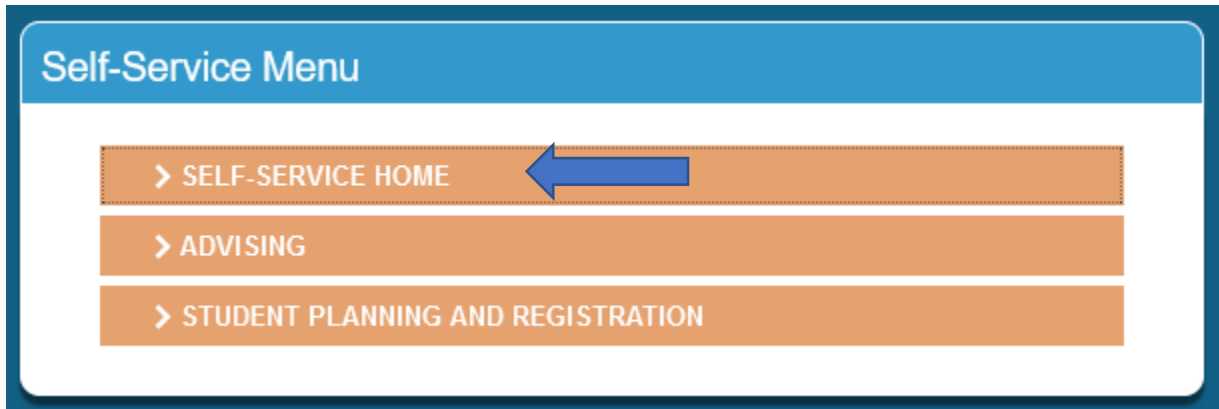 Self-Service Menu
SELF-SERVICE HOME
ADVISING
STUDENT PLANNING AND REGISTRATION